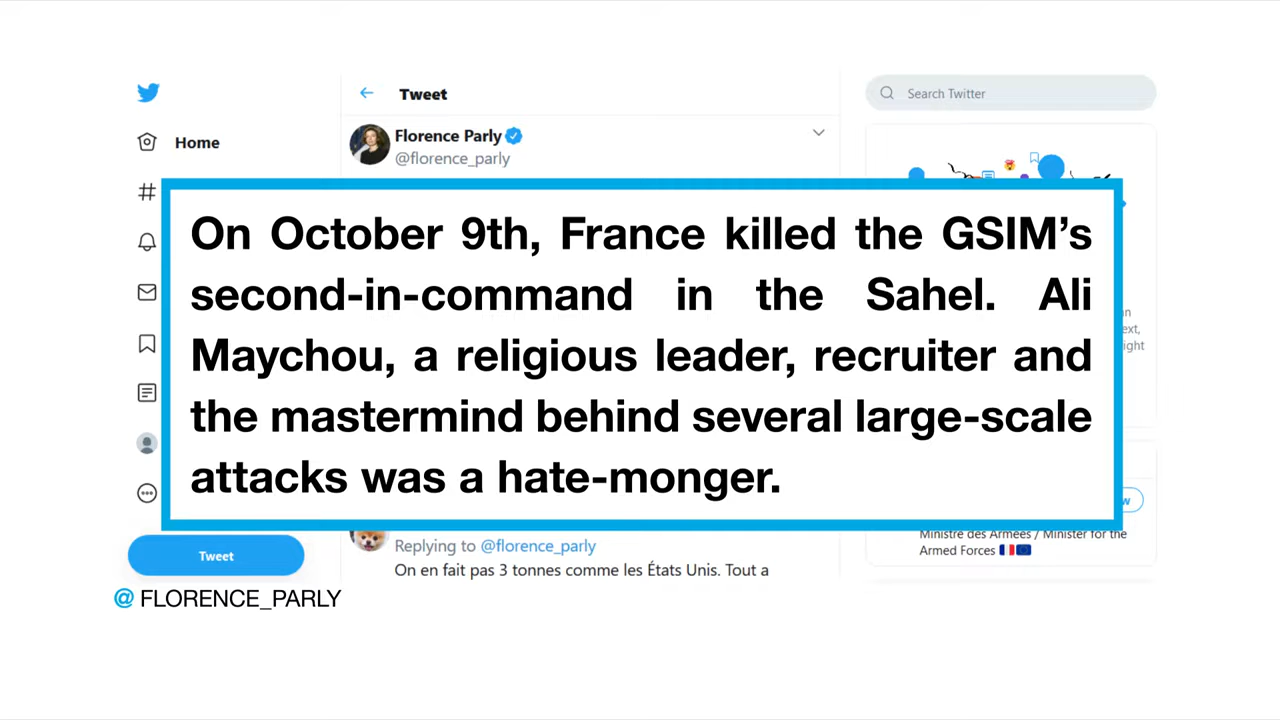 Tweet
Search Twitter
Home
Florence Parly
@florence_parly
On October 9th, France killed the GSIM's
second-in-command in the Sahel. Ali
Maychou, a religious leader, recruiter and
the mastermind behind several large-scale
attacks was a hate-monger.
Ministre des Armées / Minister for the
Armed Forces
Replying to @florence_parly
On en fait pas 3 tonnes comme les États Unis. Tout a
Tweet
@ FLORENCE_PARLY